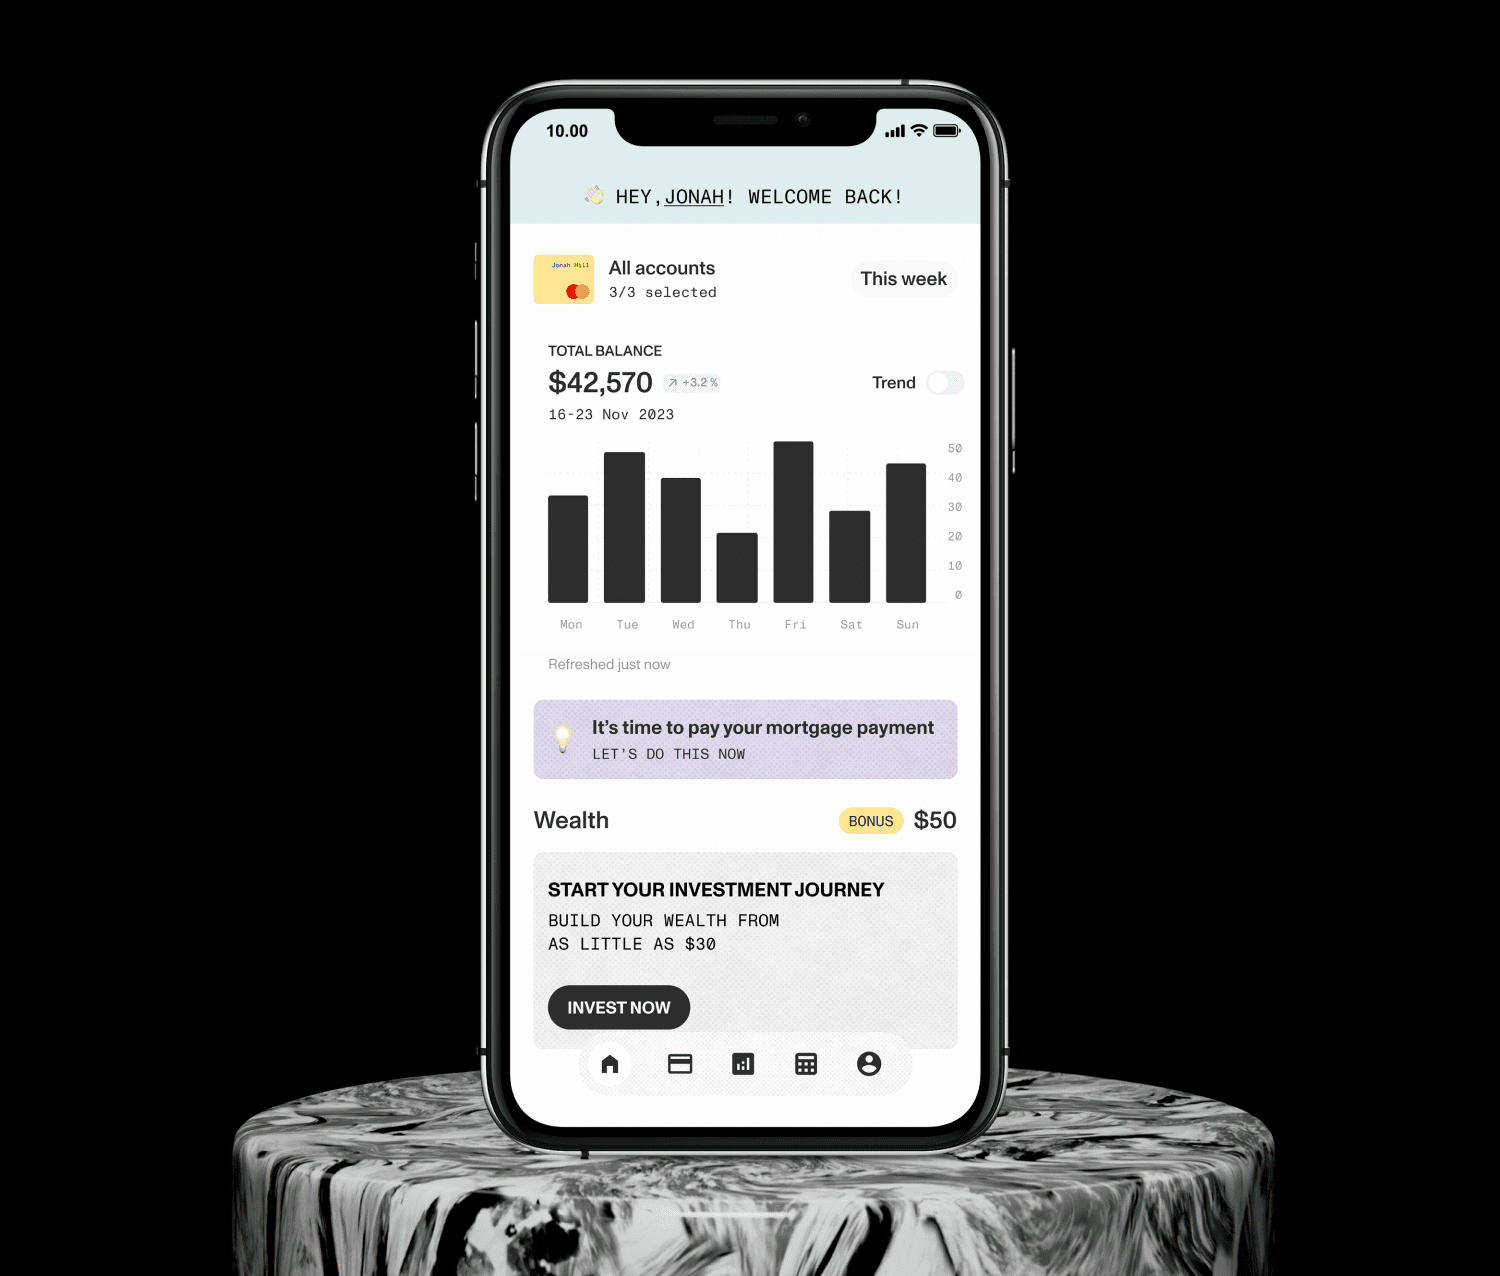 10.00
👋 HEY, JONAH! WELCOME BACK!
Jonah Hill
All accounts
3/3 selected
This week
TOTAL BALANCE
$42,570
↗ +3.2 %
Trend
16-23 Nov 2023
50
40
30
20
10
0
Mon Tue Wed Thu Fri Sat Sun
Refreshed just now
It's time to pay your mortgage payment
LET'S DO THIS NOW
Wealth
BONUS $50
START YOUR INVESTMENT JOURNEY
BUILD YOUR WEALTH FROM
AS LITTLE AS $30
INVEST NOW